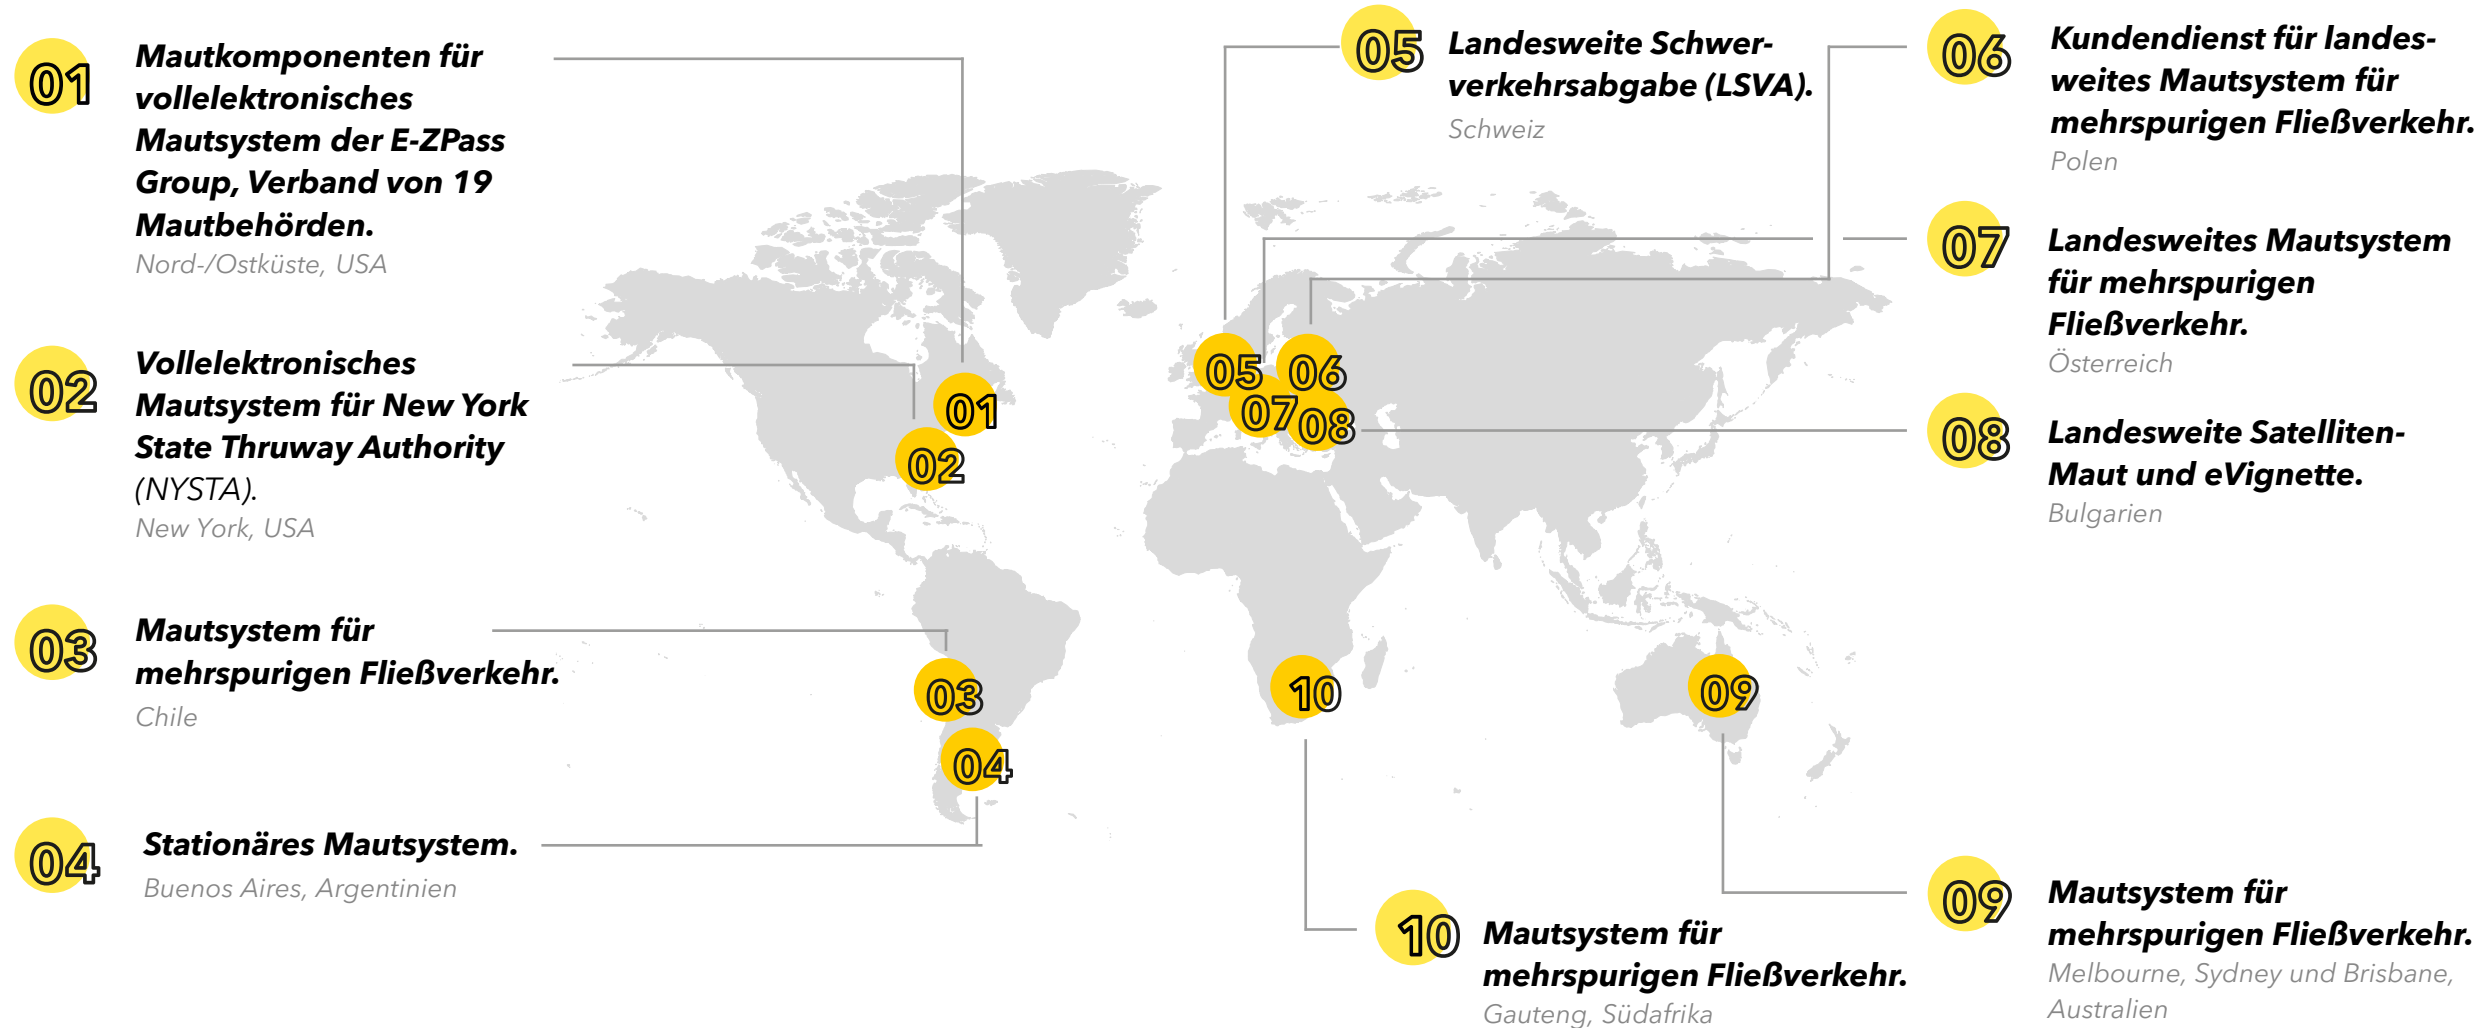 01
Mautkomponenten für
vollelektronisches
Mautsystem der E-ZPass
Group, Verband von 19
Mautbehörden.
Nord-/Ostküste, USA
02
Vollelektronisches
Mautsystem für New York
State Thruway Authority
(NYSTA).
New York, USA
03
Mautsystem für
mehrspurigen Fließverkehr.
Chile
04
Stationäres Mautsystem.
Buenos Aires, Argentinien
05
Landesweite Schwer-
verkehrsabgabe (LSVA).
Schweiz
06
Kundendienst für landes-
weites Mautsystem für
mehrspurigen Fließverkehr.
Polen
07
Landesweites Mautsystem
für mehrspurigen
Fließverkehr.
Österreich
08
Landesweite Satelliten-
Maut und eVignette.
Bulgarien
09
Mautsystem für
mehrspurigen Fließverkehr.
Melbourne, Sydney und Brisbane,
Australien
10
Mautsystem für
mehrspurigen Fließverkehr.
Gauteng, Südafrika
01
02
03
04
05
06
07
08
09
10